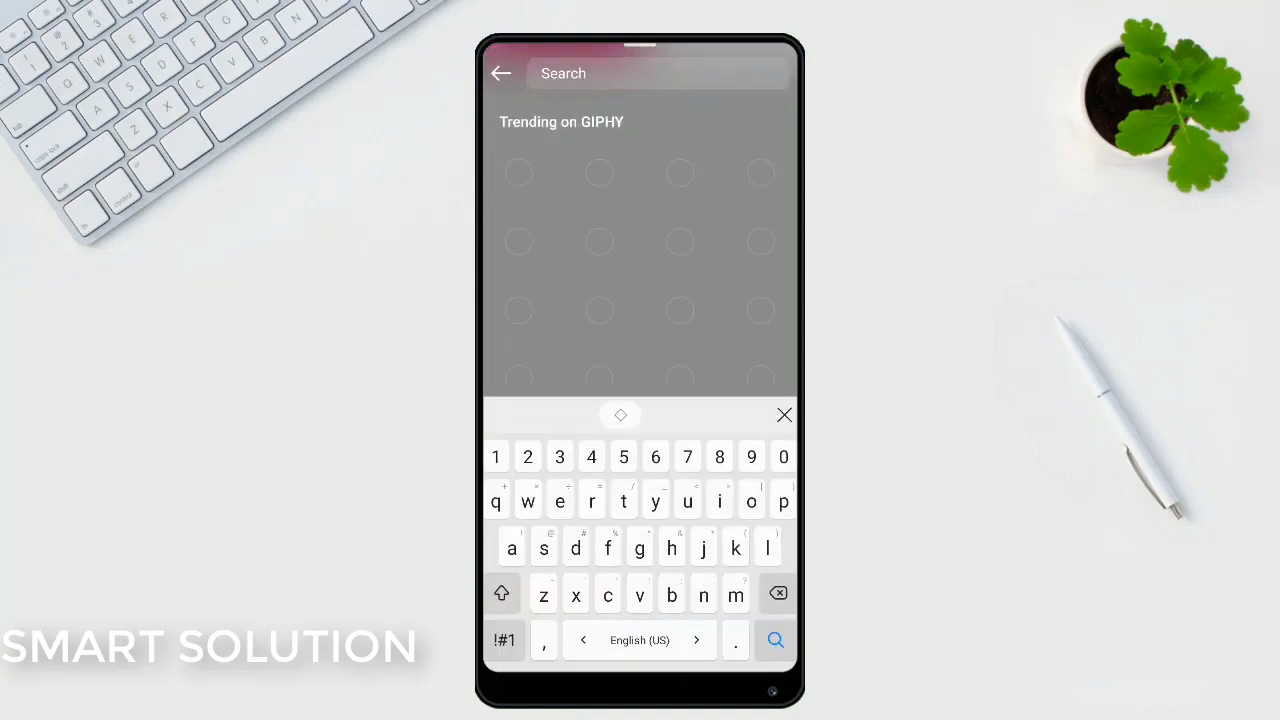 Search
Trending on GIPHY
1 2 3 4 5 6 7 8 9 0
q w e r t y u i o p
a s d f g h j k l
z x c v b n m
!#1 , < English (US) > .
SMART SOLUTION